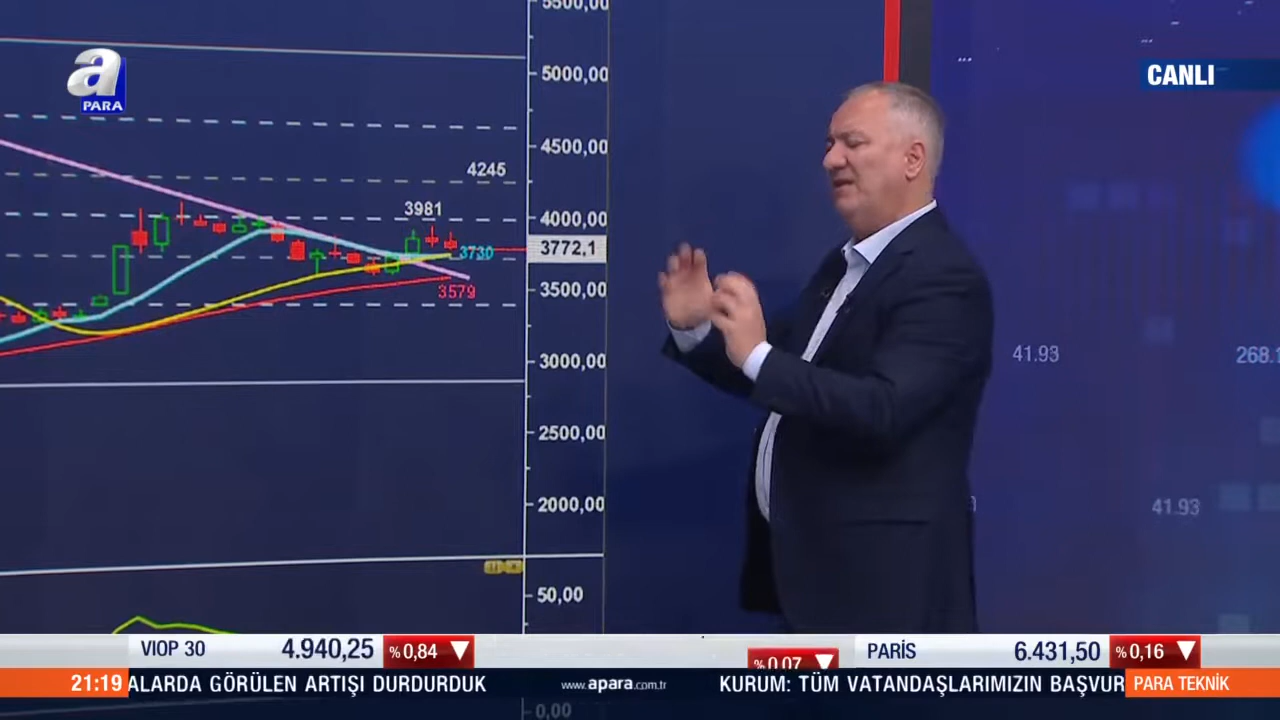 a
PARA
CANLI
5500,00
5000,00
4500,00
4245
4000,00
3981
3772,1
3730
3500,00
3579
3000,00
2500,00
2000,00
50,00
0,00
41.93
268.1
41.93
VIOP 30 4.940,25 %0,84
%0,07
PARİS 6.431,50 %0,16
21:19 ALARDA GÖRÜLEN ARTIŞI DURDURDUK
www.apara.com.tr
KURUM: TÜM VATANDAŞLARIMIZIN BAŞVUR
PARA TEKNİK